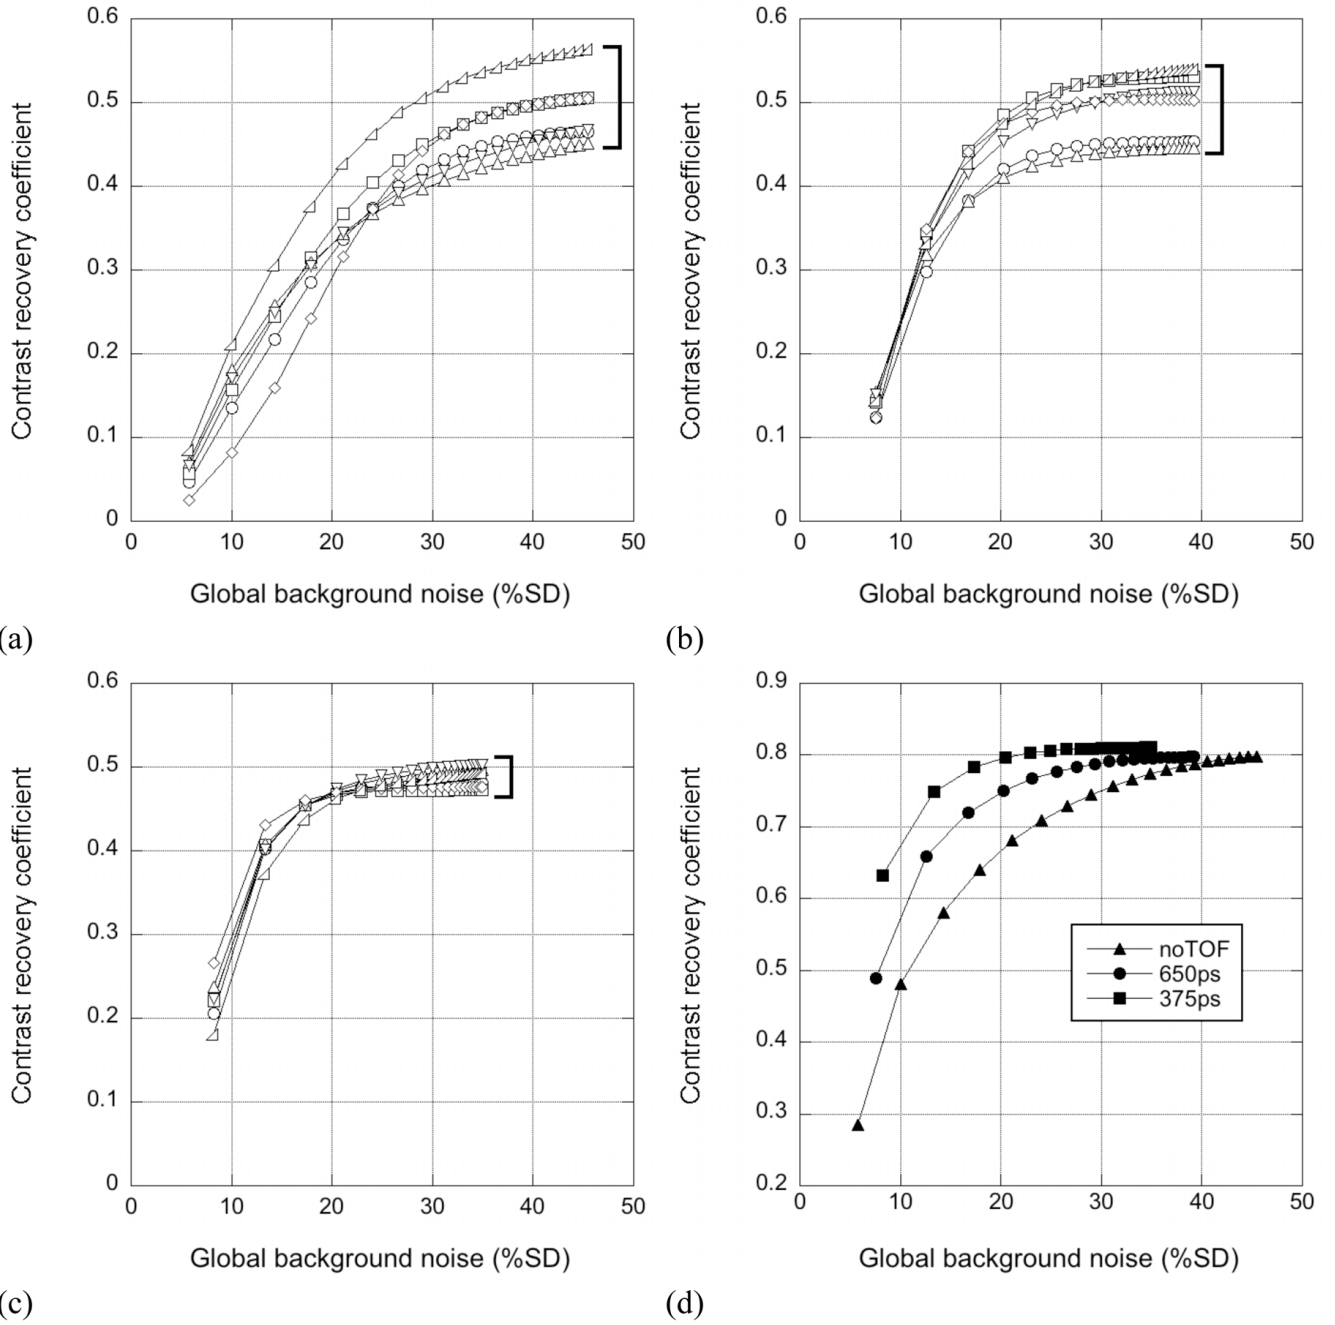 0.6
0.5
0.4
0.3
0.2
0.1
0
0 10 20 30 40 50
Contrast recovery coefficient
Global background noise (%SD)
(a)
0.6
0.5
0.4
0.3
0.2
0.1
0
0 10 20 30 40 50
Contrast recovery coefficient
Global background noise (%SD)
(b)
0.6
0.5
0.4
0.3
0.2
0.1
0
0 10 20 30 40 50
Contrast recovery coefficient
Global background noise (%SD)
(c)
0.9
0.8
0.7
0.6
0.5
0.4
0.3
0.2
0 10 20 30 40 50
Contrast recovery coefficient
noTOF
650ps
375ps
Global background noise (%SD)
(d)